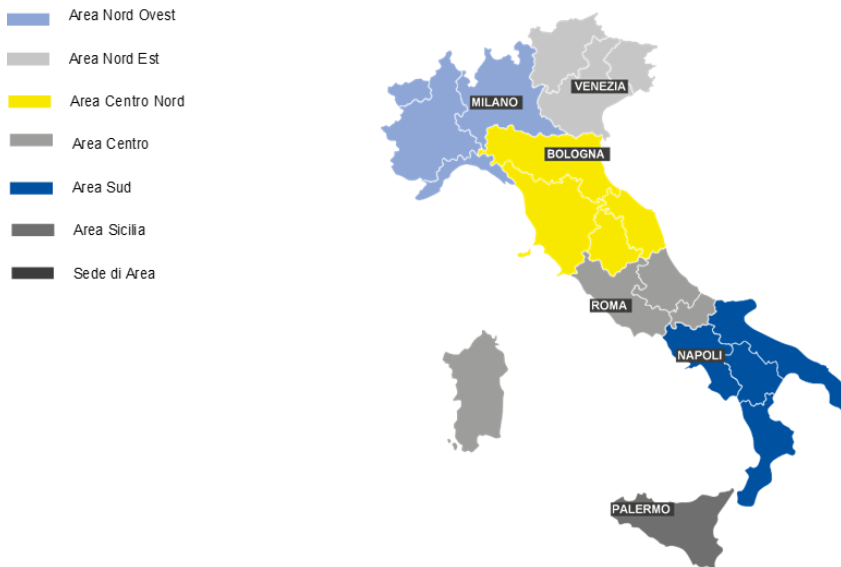 Area Nord Ovest
Area Nord Est
Area Centro Nord
Area Centro
Area Sud
Area Sicilia
Sede di Area
VENEZIA
MILANO
BOLOGNA
ROMA
NAPOLI
PALERMO